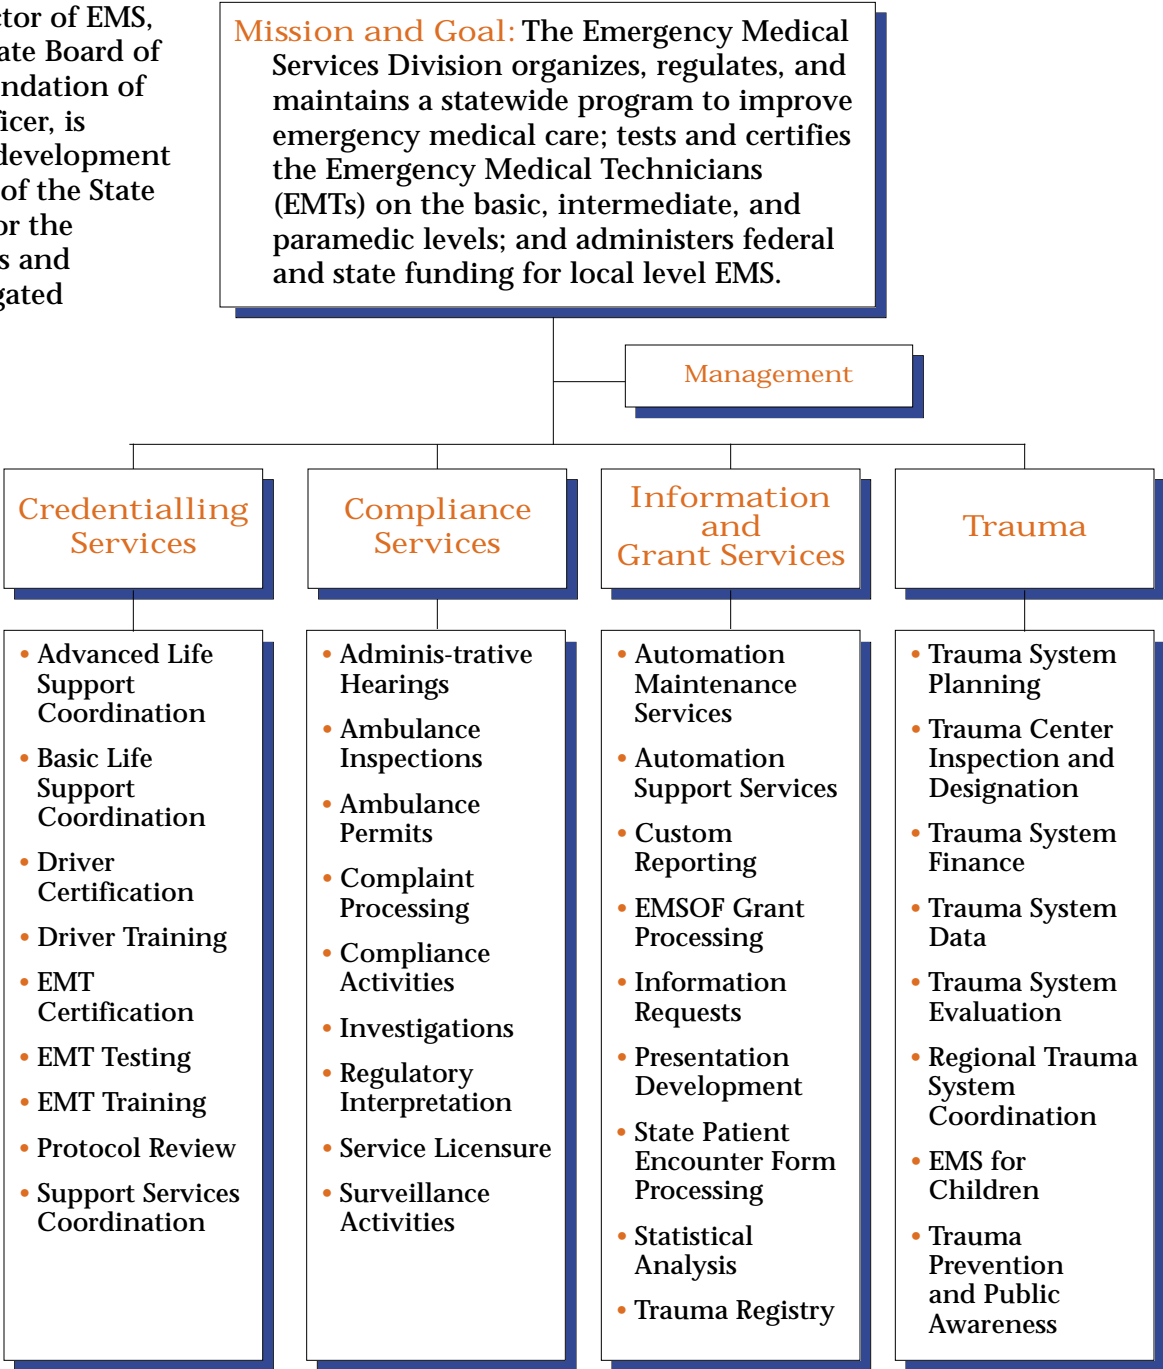 ctor of EMS,
ate Board of
ndation of
ficer, is
development
of the State
or the
s and
gated
Mission and Goal: The Emergency Medical
Services Division organizes, regulates, and
maintains a statewide program to improve
emergency medical care; tests and certifies
the Emergency Medical Technicians
(EMTs) on the basic, intermediate, and
paramedic levels; and administers federal
and state funding for local level EMS.
Management
Credentialling
Services
• Advanced Life
Support
Coordination
• Basic Life
Support
Coordination
• Driver
Certification
• Driver Training
• EMT
Certification
• EMT Testing
• EMT Training
• Protocol Review
• Support Services
Coordination
Compliance
Services
• Adminis-trative
Hearings
• Ambulance
Inspections
• Ambulance
Permits
• Complaint
Processing
• Compliance
Activities
• Investigations
• Regulatory
Interpretation
• Service Licensure
• Surveillance
Activities
Information
and
Grant Services
• Automation
Maintenance
Services
• Automation
Support Services
• Custom
Reporting
• EMSOF Grant
Processing
• Information
Requests
• Presentation
Development
• State Patient
Encounter Form
Processing
• Statistical
Analysis
• Trauma Registry
Trauma
• Trauma System
Planning
• Trauma Center
Inspection and
Designation
• Trauma System
Finance
• Trauma System
Data
• Trauma System
Evaluation
• Regional Trauma
System
Coordination
• EMS for
Children
• Trauma
Prevention
and Public
Awareness